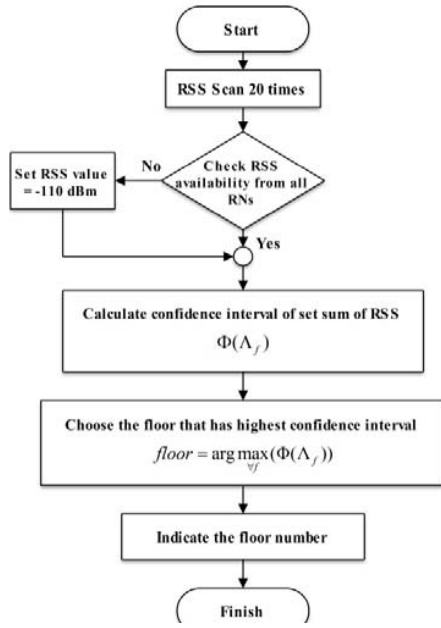 Start
RSS Scan 20 times
No
Check RSS
availability from all
RNs
Set RSS value
= -110 dBm
Yes
Calculate confidence interval of set sum of RSS
Φ(Λ_f)
Choose the floor that has highest confidence interval
floor = arg max(Φ(Λ_f))
∀f
Indicate the floor number
Finish